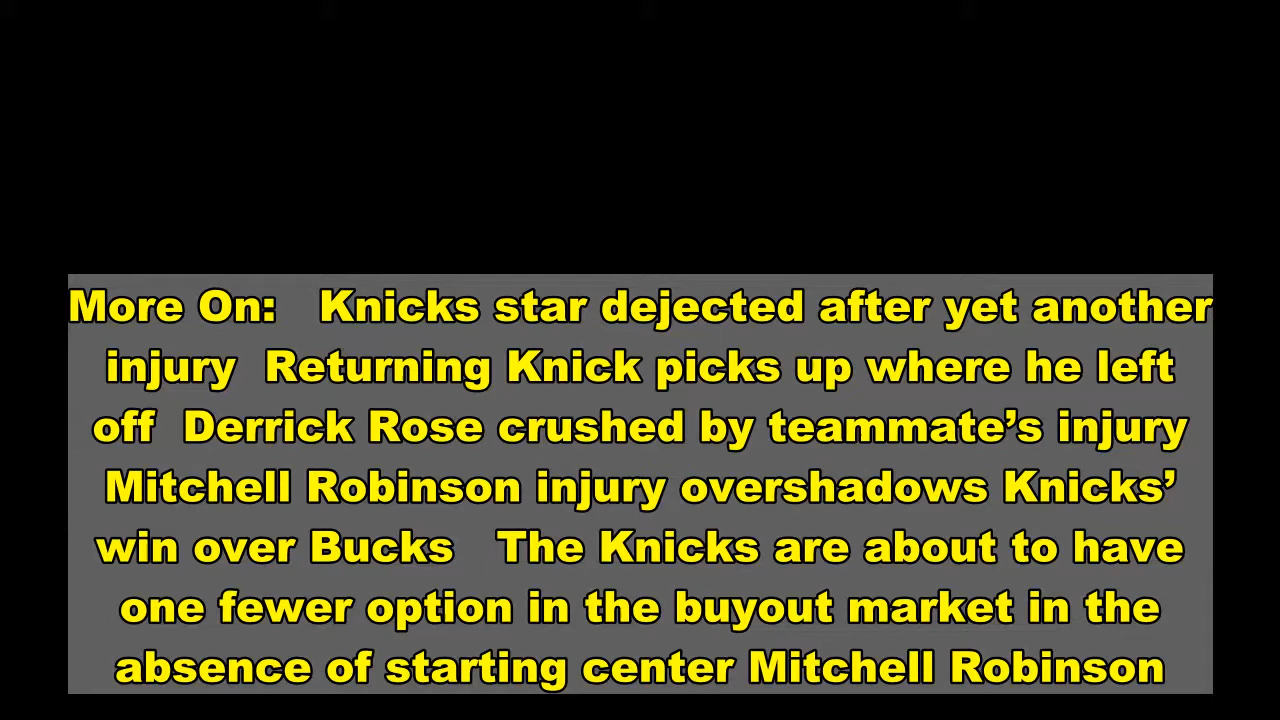 More On: Knicks star dejected after yet another
injury Returning Knick picks up where he left
off Derrick Rose crushed by teammate’s injury
Mitchell Robinson injury overshadows Knicks’
win over Bucks The Knicks are about to have
one fewer option in the buyout market in the
absence of starting center Mitchell Robinson